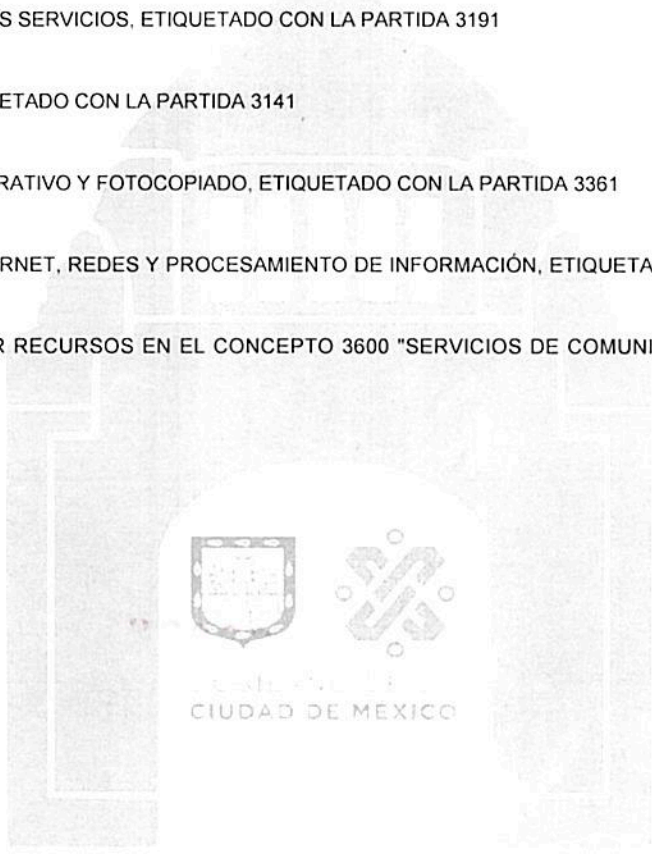 S SERVICIOS, ETIQUETADO CON LA PARTIDA 3191
ETADO CON LA PARTIDA 3141
RATIVO Y FOTOCOPIADO, ETIQUETADO CON LA PARTIDA 3361
RNET, REDES Y PROCESAMIENTO DE INFORMACIÓN, ETIQUETA
R RECURSOS EN EL CONCEPTO 3600 "SERVICIOS DE COMUNI
CIUDAD DE MÉXICO